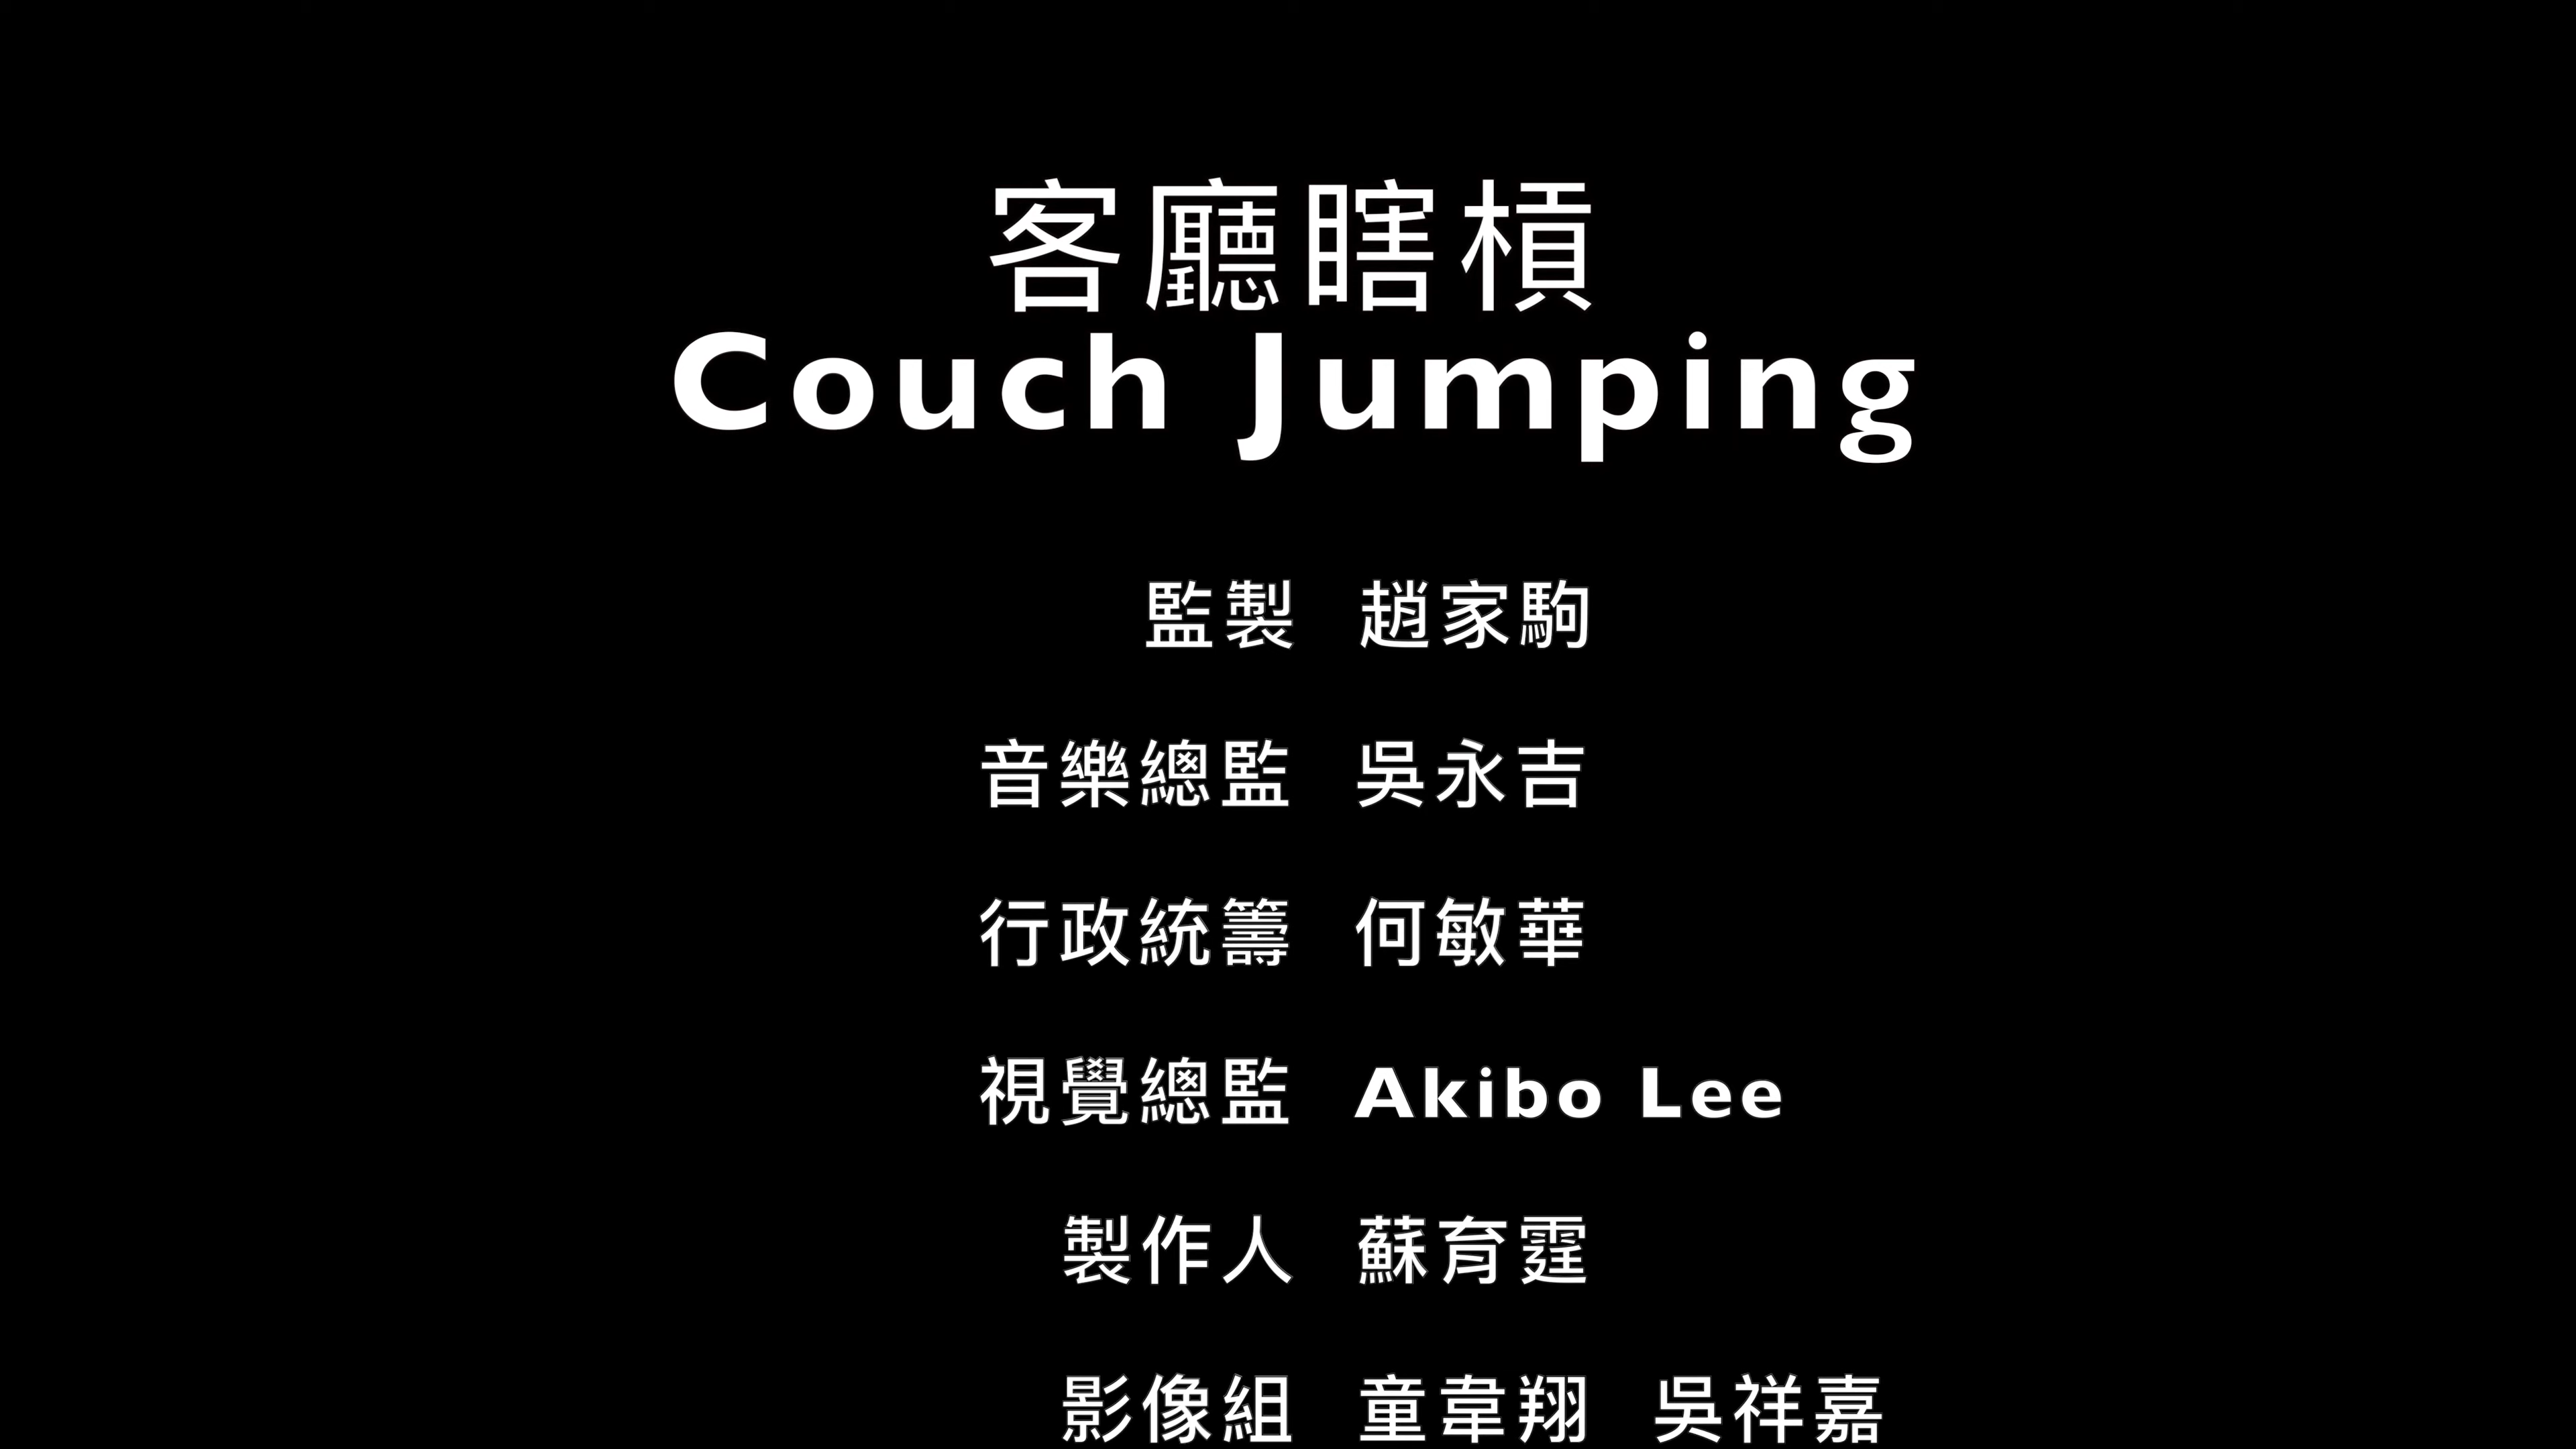 客廳瞎槓
Couch Jumping
監製 趙家駒
音樂總監 吳永吉
行政統籌 何敏華
視覺總監 Akibo Lee
製作人 蘇育霆
影像組 童韋翔 吳祥嘉